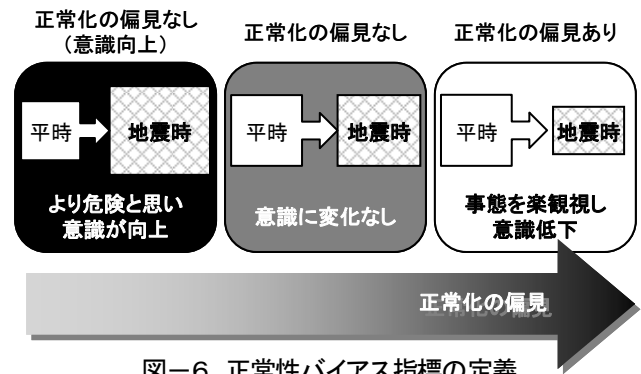 正常化の偏見なし
（意識向上）
正常化の偏見なし
正常化の偏見あり
平時
地震時
より危険と思い
意識が向上
平時
地震時
意識に変化なし
平時
地震時
事態を楽観視し
意識低下
正常化の偏見
図－６ 正常性バイアス指標の定義